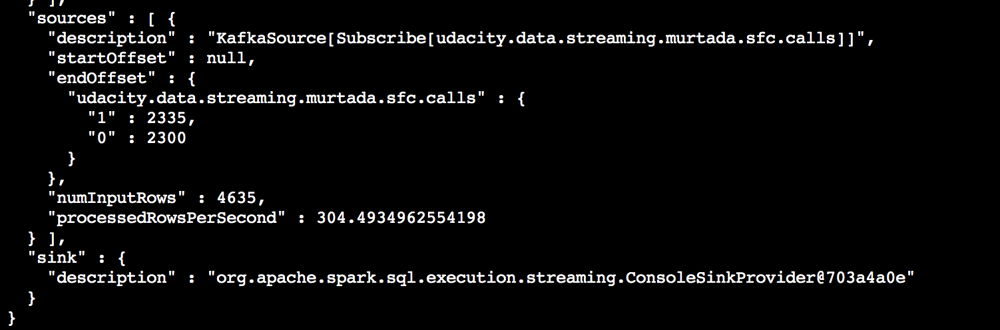 } ],
"sources" : [ {
"description" : "KafkaSource[Subscribe[udacity.data.streaming.murtada.sfc.calls]]",
"startOffset" : null,
"endOffset" : {
"udacity.data.streaming.murtada.sfc.calls" : {
"1" : 2335,
"0" : 2300
}
},
"numInputRows" : 4635,
"processedRowsPerSecond" : 304.4934962554198
} ],
"sink" : {
"description" : "org.apache.spark.sql.execution.streaming.ConsoleSinkProvider@703a4a0e"
}
}